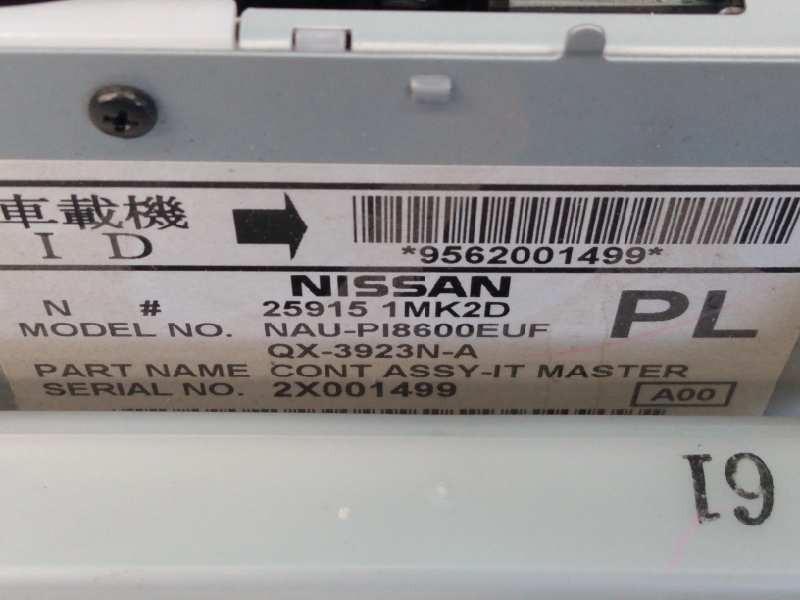 車載機
I D
*9562001499*
NISSAN
N # 25915 1MK2D
MODEL NO. NAU-PI8600EUF
QX-3923N-A
PL
PART NAME CONT ASSY-IT MASTER
SERIAL NO. 2X001499
A00
61